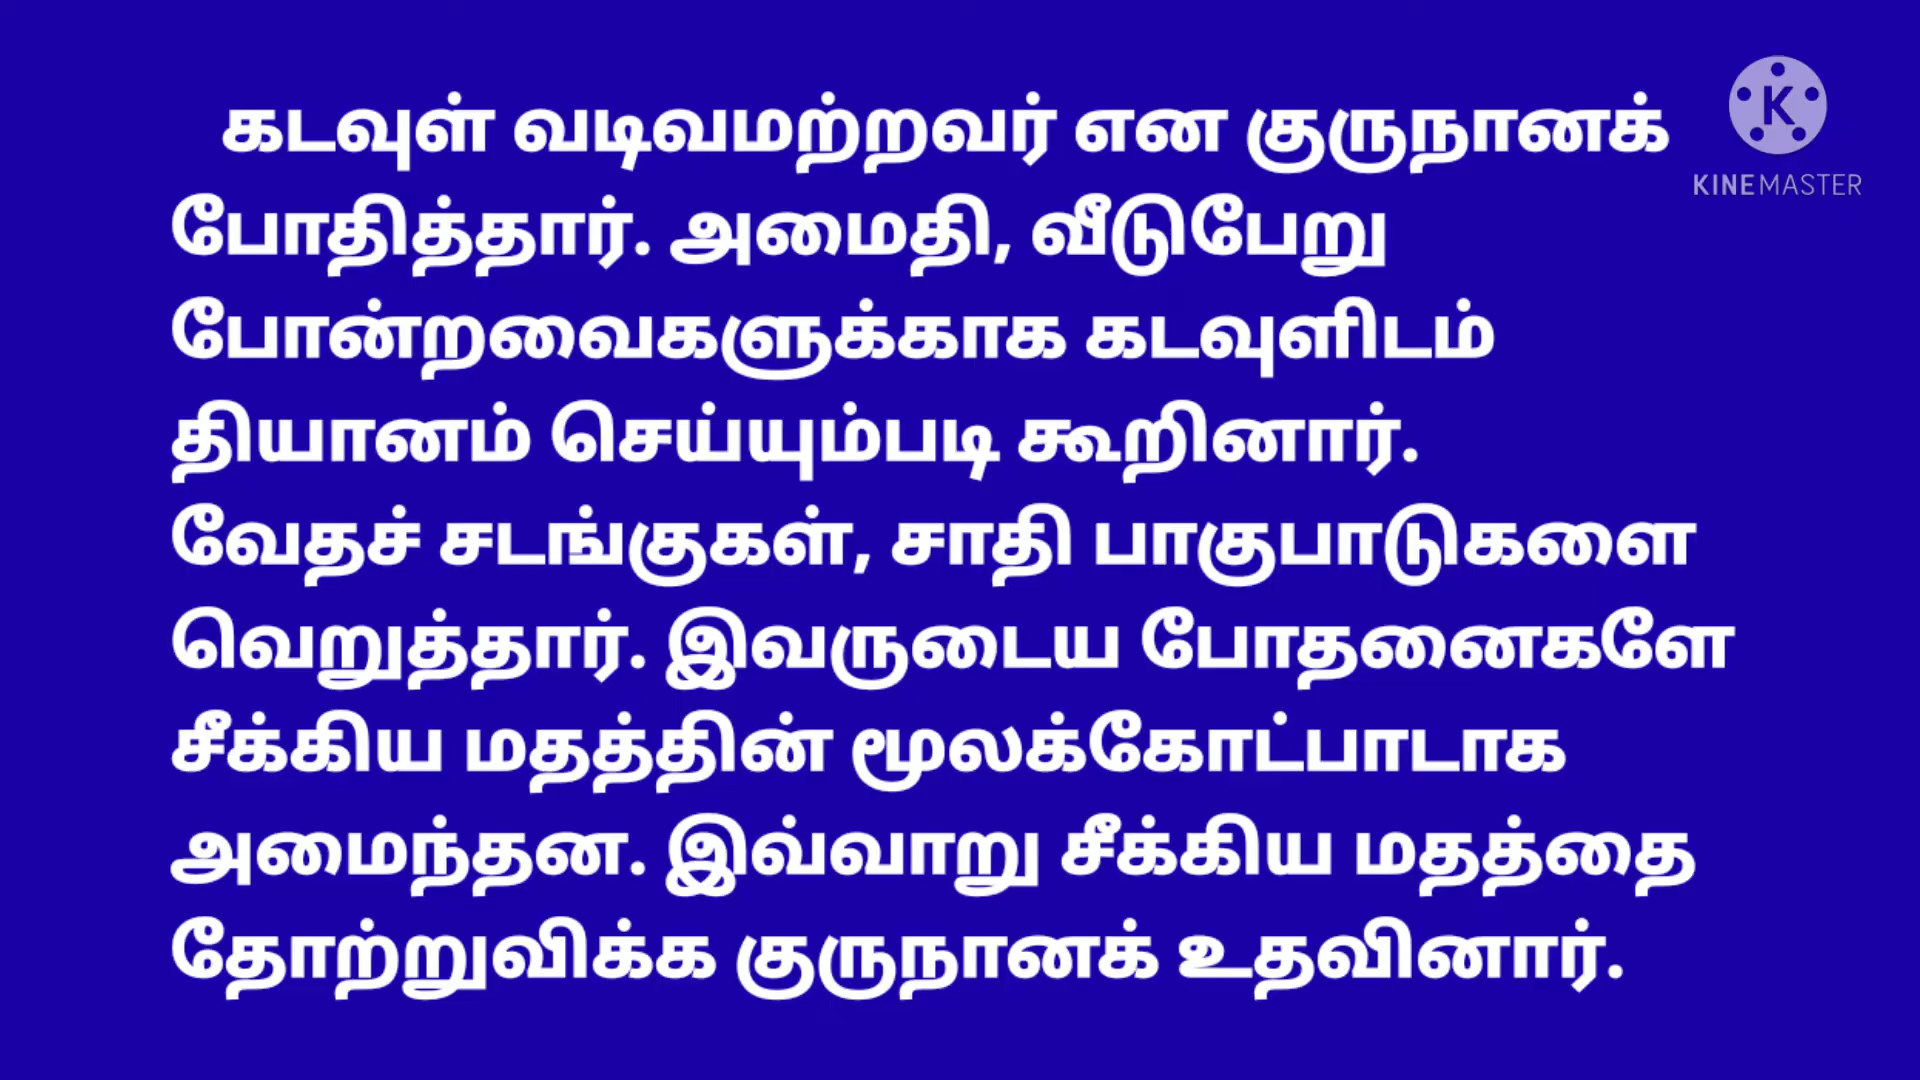 கடவுள் வடிவமற்றவர் என குருநானக்
போதித்தார். அமைதி, வீடுபேறு
போன்றவைகளுக்காக கடவுளிடம்
தியானம் செய்யும்படி கூறினார்.
வேதச் சடங்குகள், சாதி பாகுபாடுகளை
வெறுத்தார். இவருடைய போதனைகளே
சீக்கிய மதத்தின் மூலக்கோட்பாடாக
அமைந்தன. இவ்வாறு சீக்கிய மதத்தை
தோற்றுவிக்க குருநானக் உதவினார்.
K
KINEMASTER